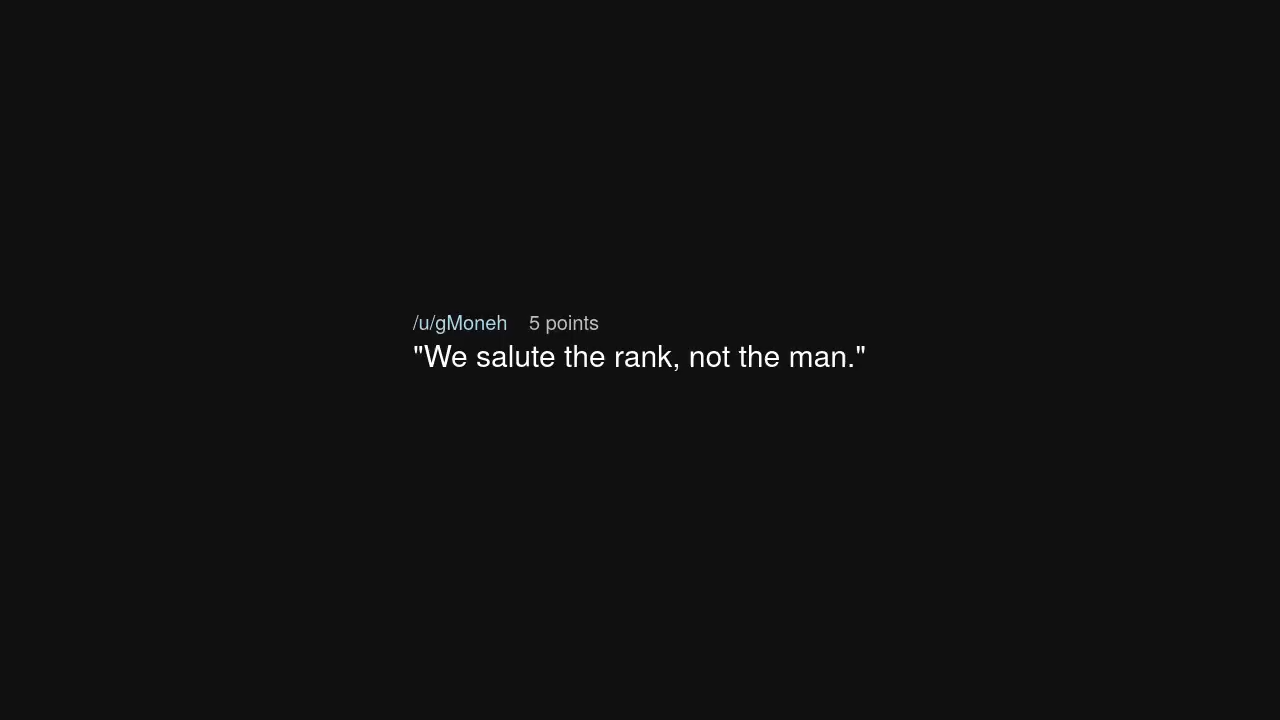 /u/gMoneh 5 points
"We salute the rank, not the man."